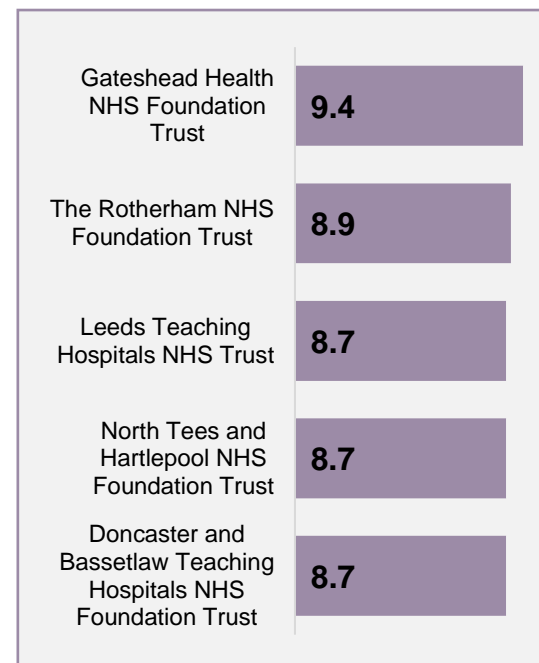 Gateshead Health
NHS Foundation
Trust
9.4
The Rotherham NHS
Foundation Trust
8.9
Leeds Teaching
Hospitals NHS Trust
8.7
North Tees and
Hartlepool NHS
Foundation Trust
8.7
Doncaster and
Bassetlaw Teaching
Hospitals NHS
Foundation Trust
8.7